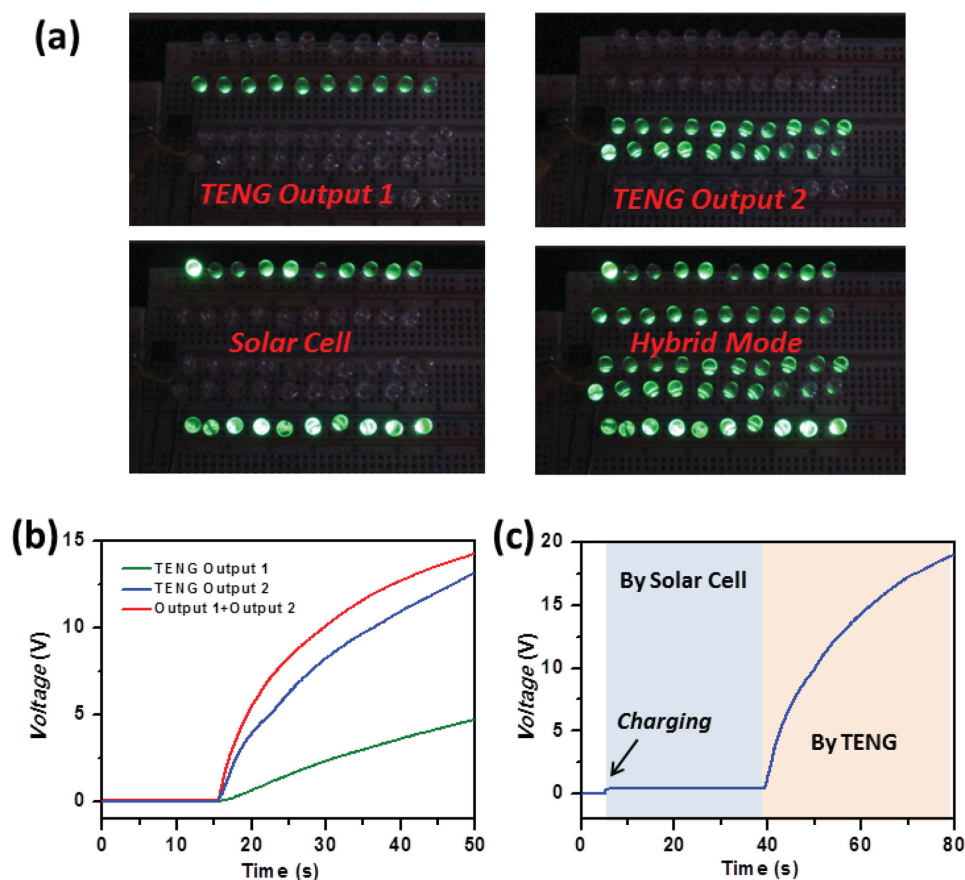 (a)
TENG Output 1
TENG Output 2
Solar Cell
Hybrid Mode
(b)
15
10
5
0
Voltage (V)
TENG Output 1
TENG Output 2
Output 1+Output 2
0 10 20 30 40 50
Time (s)
(c)
20
15
10
5
0
Voltage (V)
By Solar Cell
Charging
By TENG
0 20 40 60 80
Time (s)